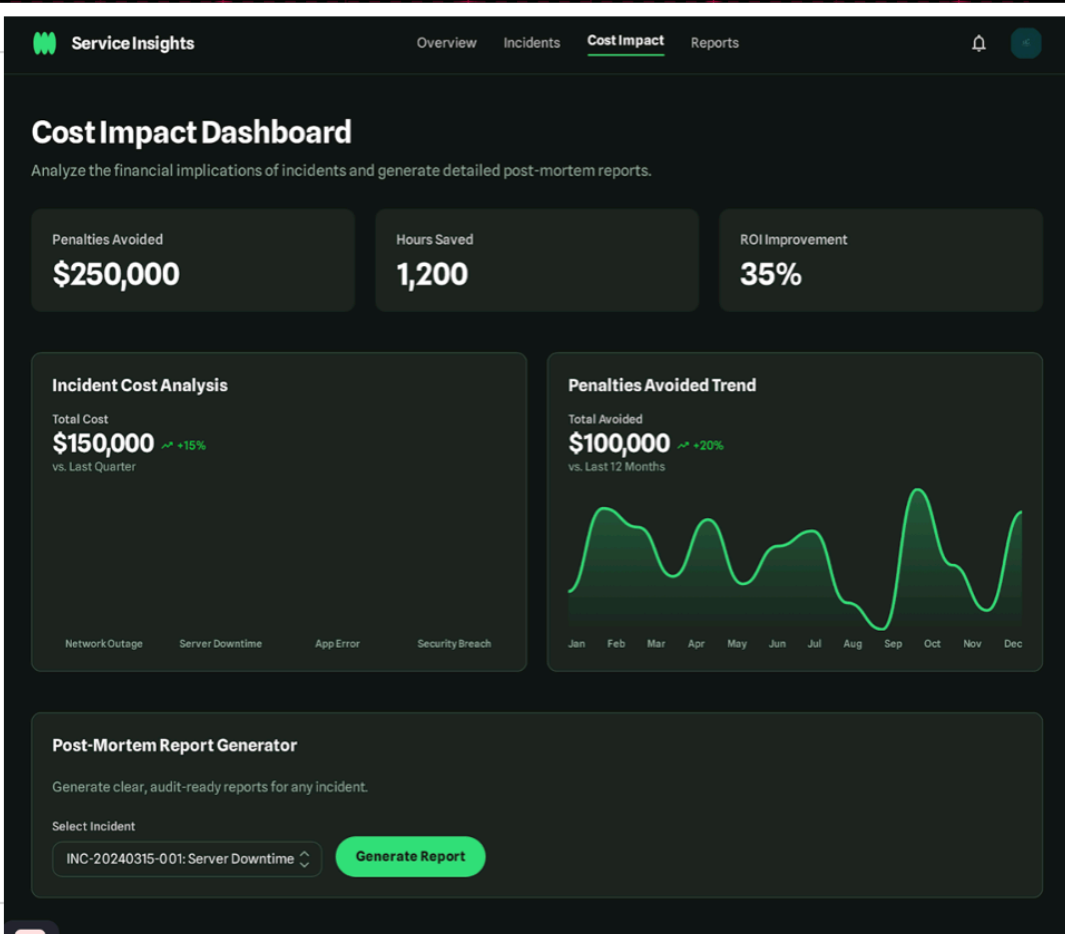 Service Insights
Overview
Incidents
Cost Impact
Reports
Cost Impact Dashboard
Analyze the financial implications of incidents and generate detailed post-mortem reports.
Penalties Avoided
$250,000
Hours Saved
1,200
ROI Improvement
35%
Incident Cost Analysis
Total Cost
$150,000 +15%
vs. Last Quarter
Network Outage
Server Downtime
App Error
Security Breach
Penalties Avoided Trend
Total Avoided
$100,000 +20%
vs. Last 12 Months
Jan Feb Mar Apr May Jun Jul Aug Sep Oct Nov Dec
Post-Mortem Report Generator
Generate clear, audit-ready reports for any incident.
Select Incident
INC-20240315-001: Server Downtime
Generate Report